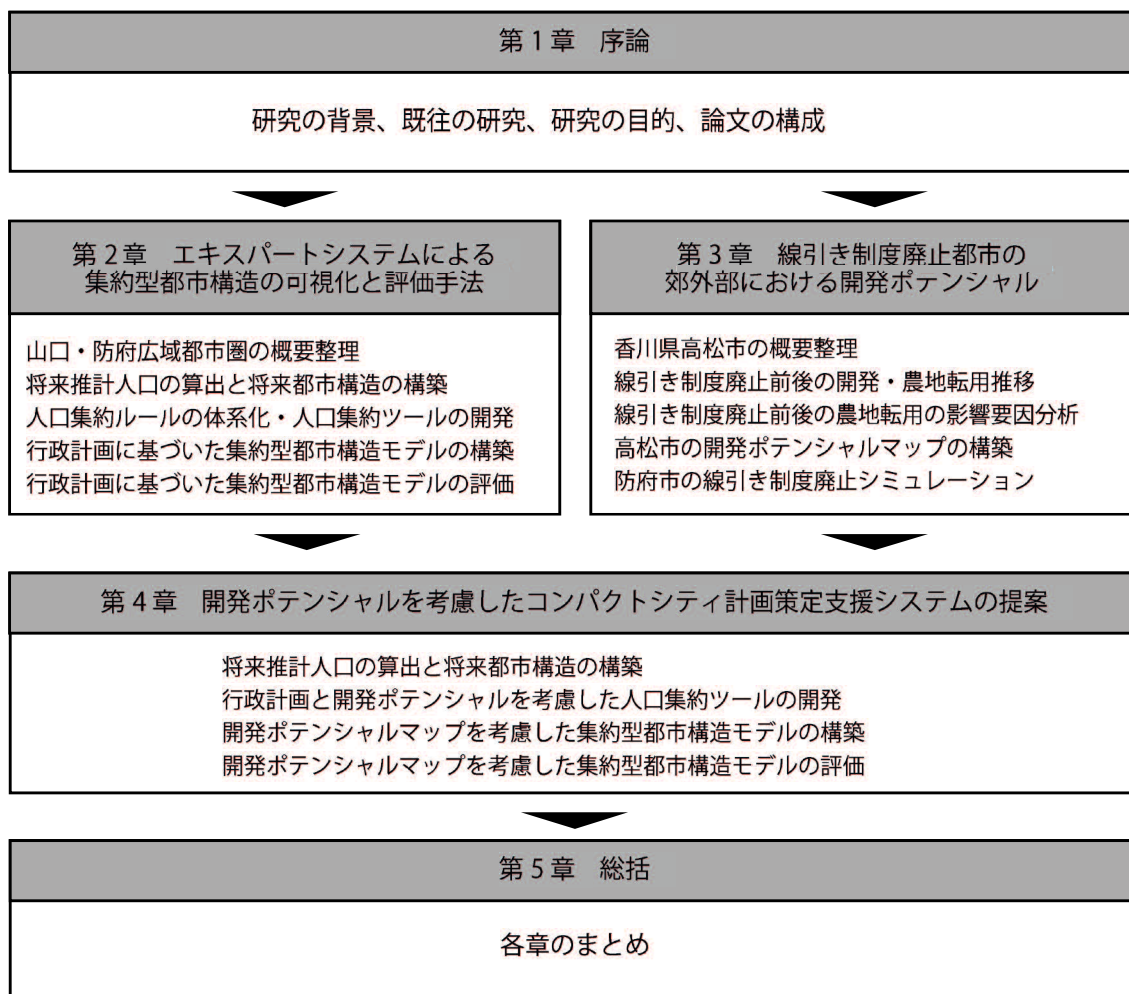 第1章 序論
研究の背景、既往の研究、研究の目的、論文の構成
第2章 エキスパートシステムによる
集約型都市構造の可視化と評価手法
山口・防府広域都市圏の概要整理
将来推計人口の算出と将来都市構造の構築
人口集約ルールの体系化・人口集約ツールの開発
行政計画に基づいた集約型都市構造モデルの構築
行政計画に基づいた集約型都市構造モデルの評価
第3章 線引き制度廃止都市の
郊外部における開発ポテンシャル
香川県高松市の概要整理
線引き制度廃止前後の開発・農地転用推移
線引き制度廃止前後の農地転用の影響要因分析
高松市の開発ポテンシャルマップの構築
防府市の線引き制度廃止シミュレーション
第4章 開発ポテンシャルを考慮したコンパクトシティ計画策定支援システムの提案
将来推計人口の算出と将来都市構造の構築
行政計画と開発ポテンシャルを考慮した人口集約ツールの開発
開発ポテンシャルマップを考慮した集約型都市構造モデルの構築
開発ポテンシャルマップを考慮した集約型都市構造モデルの評価
第5章 総括
各章のまとめ